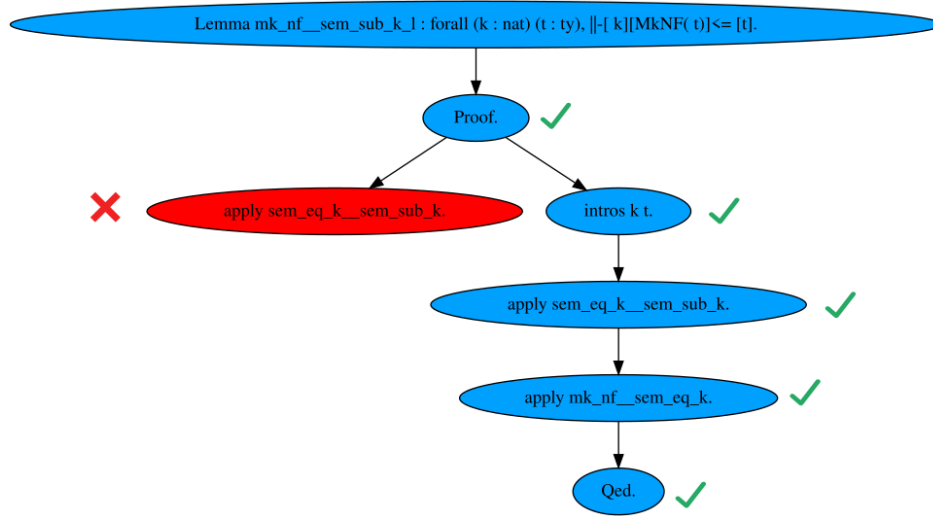 Lemma mk_nf__sem_sub_k_l : forall (k : nat) (t : ty), ||-[ k][MkNF( t)]<= [t].
Proof.
apply sem_eq_k__sem_sub_k.
intros k t.
apply sem_eq_k__sem_sub_k.
apply mk_nf__sem_eq_k.
Qed.